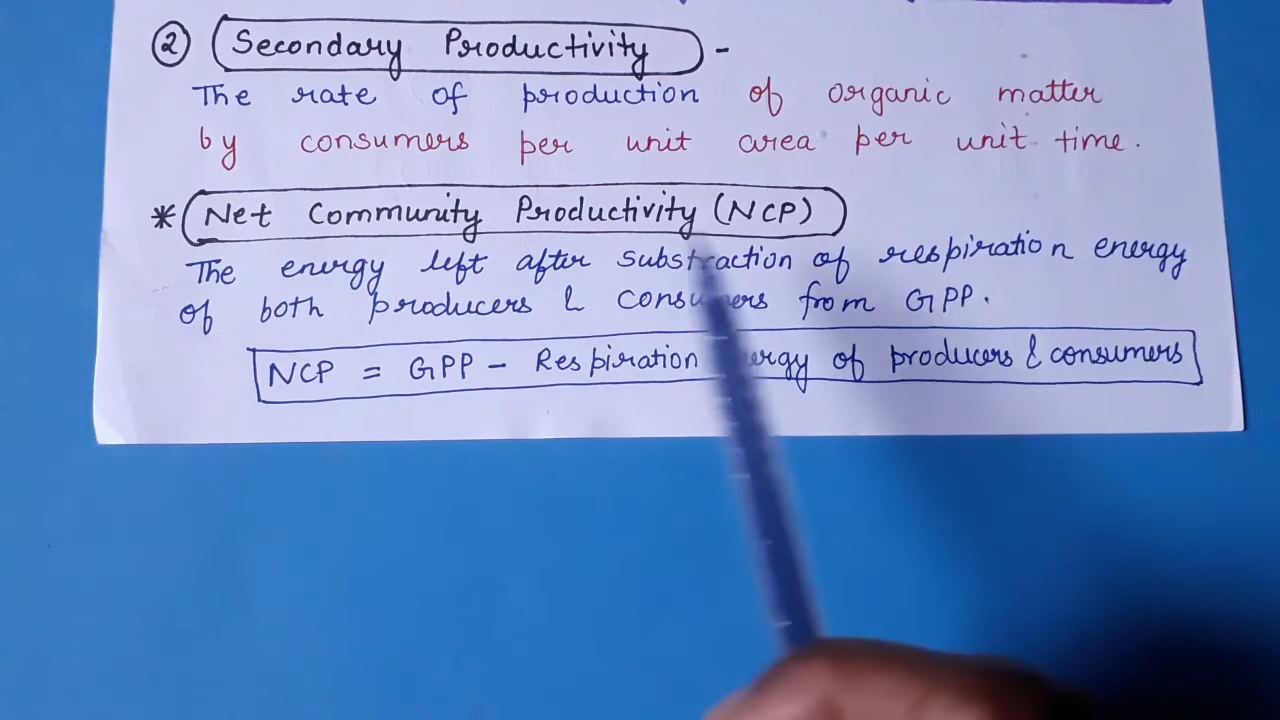 ② Secondary Productivity -
The rate of production of organic matter
by consumers per unit area per unit time.
* Net Community Productivity (NCP)
The energy left after substraction of respiration energy
of both producers & consumers from GPP.
NCP = GPP - Respiration energy of producers & consumers